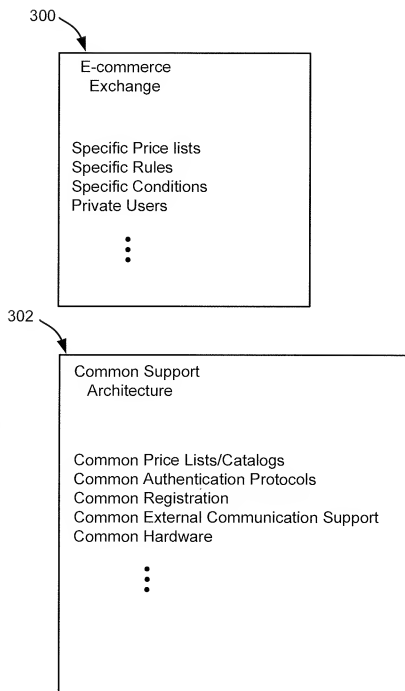 300
E-commerce
Exchange
Specific Price lists
Specific Rules
Specific Conditions
Private Users
302
Common Support
Architecture
Common Price Lists/Catalogs
Common Authentication Protocols
Common Registration
Common External Communication Support
Common Hardware